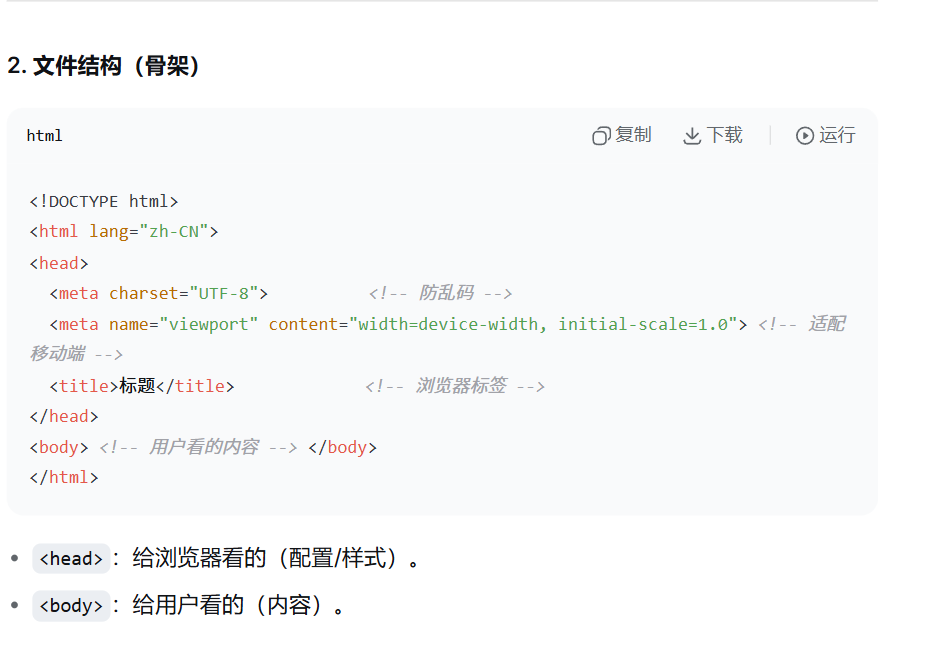 2. 文件结构（骨架）
html 复制 下载 运行
<!DOCTYPE html>
<html lang="zh-CN">
<head>
  <meta charset="UTF-8">          <!-- 防乱码 -->
  <meta name="viewport" content="width=device-width, initial-scale=1.0"> <!-- 适配
移动端 -->
  <title>标题</title>             <!-- 浏览器标签 -->
</head>
<body> <!-- 用户看的内容 --> </body>
</html>
• <head>：给浏览器看的（配置/样式）。
• <body>：给用户看的（内容）。